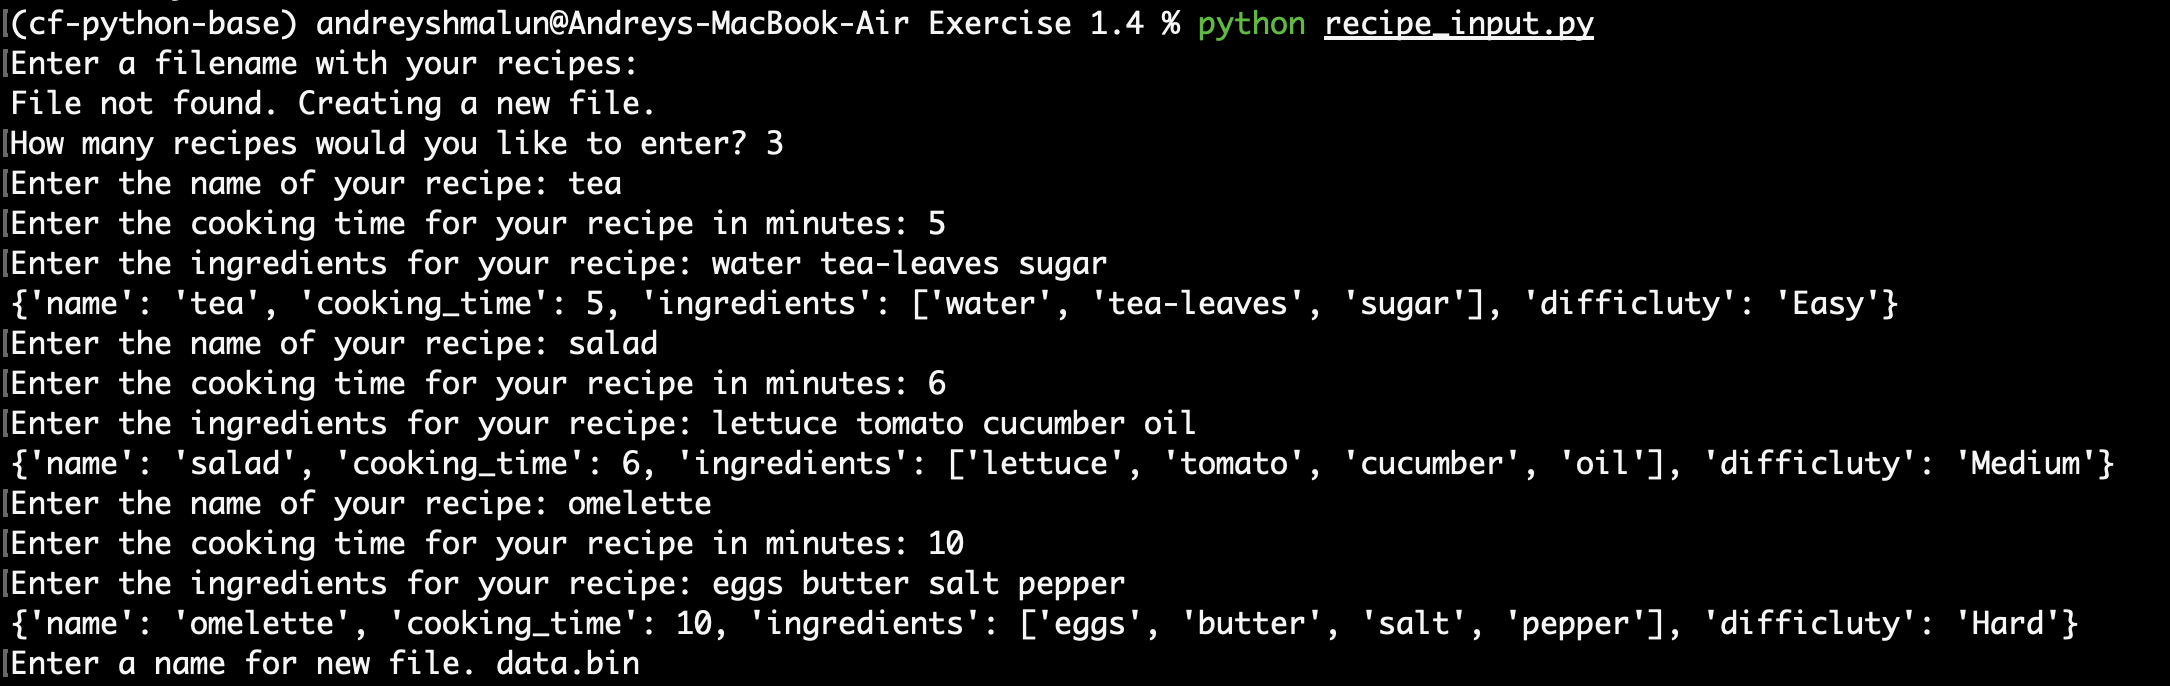 (cf-python-base) andreyshmalun@Andreys-MacBook-Air Exercise 1.4 % python recipe_input.py
Enter a filename with your recipes:
File not found. Creating a new file.
How many recipes would you like to enter? 3
Enter the name of your recipe: tea
Enter the cooking time for your recipe in minutes: 5
Enter the ingredients for your recipe: water tea-leaves sugar
{'name': 'tea', 'cooking_time': 5, 'ingredients': ['water', 'tea-leaves', 'sugar'], 'difficluty': 'Easy'}
Enter the name of your recipe: salad
Enter the cooking time for your recipe in minutes: 6
Enter the ingredients for your recipe: lettuce tomato cucumber oil
{'name': 'salad', 'cooking_time': 6, 'ingredients': ['lettuce', 'tomato', 'cucumber', 'oil'], 'difficluty': 'Medium'}
Enter the name of your recipe: omelette
Enter the cooking time for your recipe in minutes: 10
Enter the ingredients for your recipe: eggs butter salt pepper
{'name': 'omelette', 'cooking_time': 10, 'ingredients': ['eggs', 'butter', 'salt', 'pepper'], 'difficluty': 'Hard'}
Enter a name for new file. data.bin